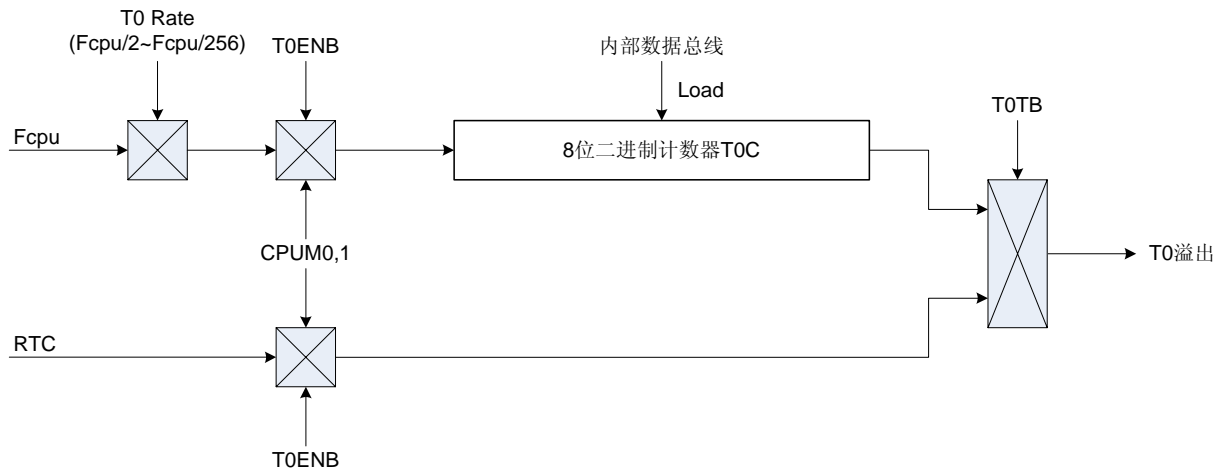 T0 Rate
(Fcpu/2~Fcpu/256)
T0ENB
内部数据总线
Load
T0TB
Fcpu
8位二进制计数器T0C
CPUM0,1
T0溢出
RTC
T0ENB